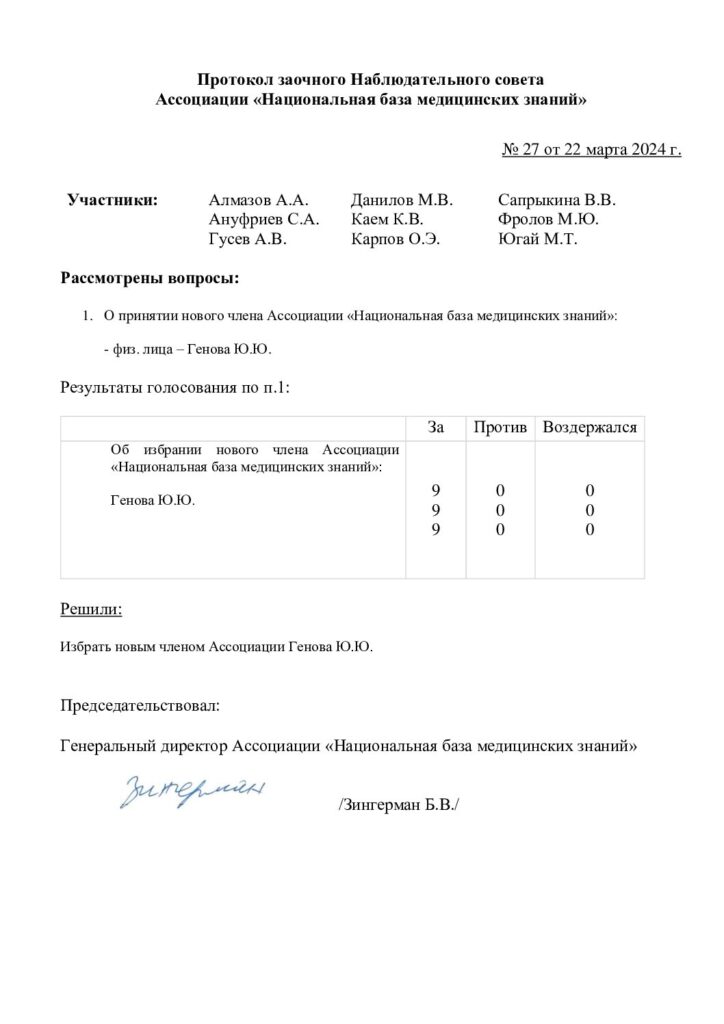 Протокол заочного Наблюдательного совета
Ассоциации «Национальная база медицинских знаний»
№ 27 от 22 марта 2024 г.
Участники: Алмазов А.А. Данилов М.В. Сапрыкина В.В.
Ануфриев С.А. Каем К.В. Фролов М.Ю.
Гусев А.В. Карпов О.Э. Югай М.Т.
Рассмотрены вопросы:
1. О принятии нового члена Ассоциации «Национальная база медицинских знаний»:
- физ. лица – Генова Ю.Ю.
Результаты голосования по п.1:
За Против Воздержался
Об избрании нового члена Ассоциации
«Национальная база медицинских знаний»:
Генова Ю.Ю.
9 0 0
9 0 0
9 0 0
Решили:
Избрать новым членом Ассоциации Генова Ю.Ю.
Председательствовал:
Генеральный директор Ассоциации «Национальная база медицинских знаний»
Зингерман
/Зингерман Б.В./